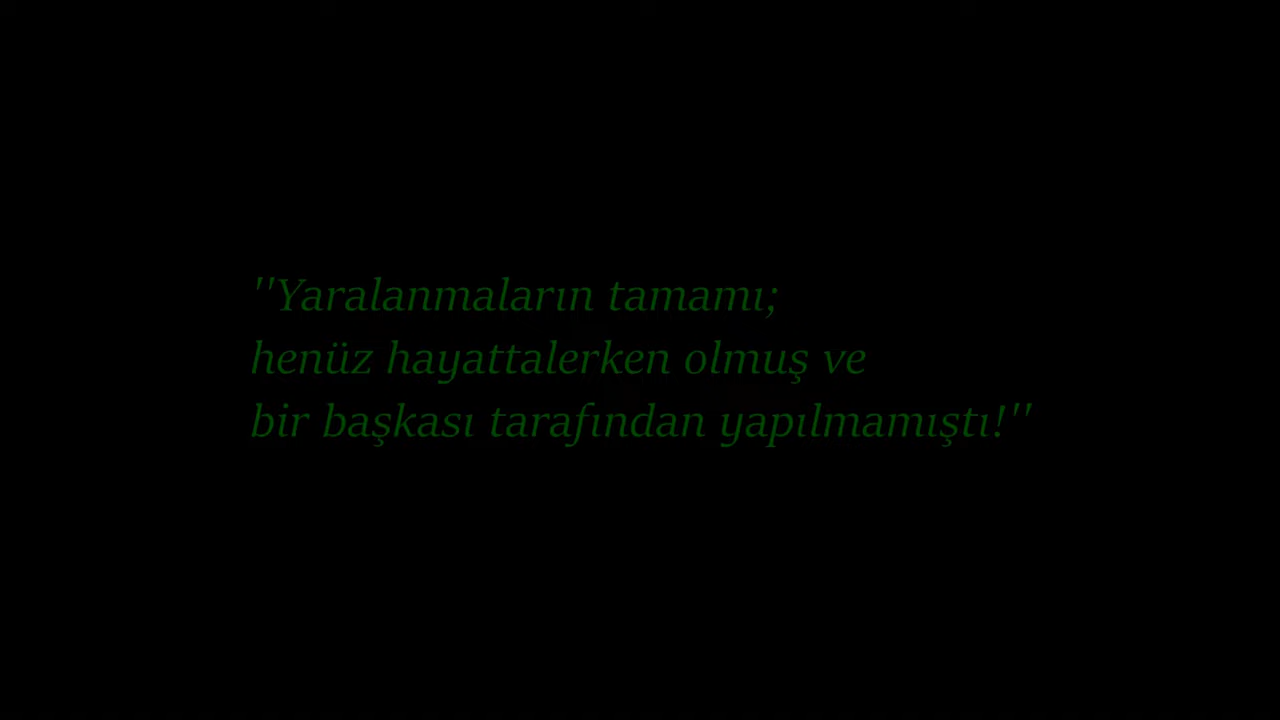 "Yaralanmaların tamamı;
henüz hayattalerken olmuş ve
bir başkası tarafından yapılmamıştı!"